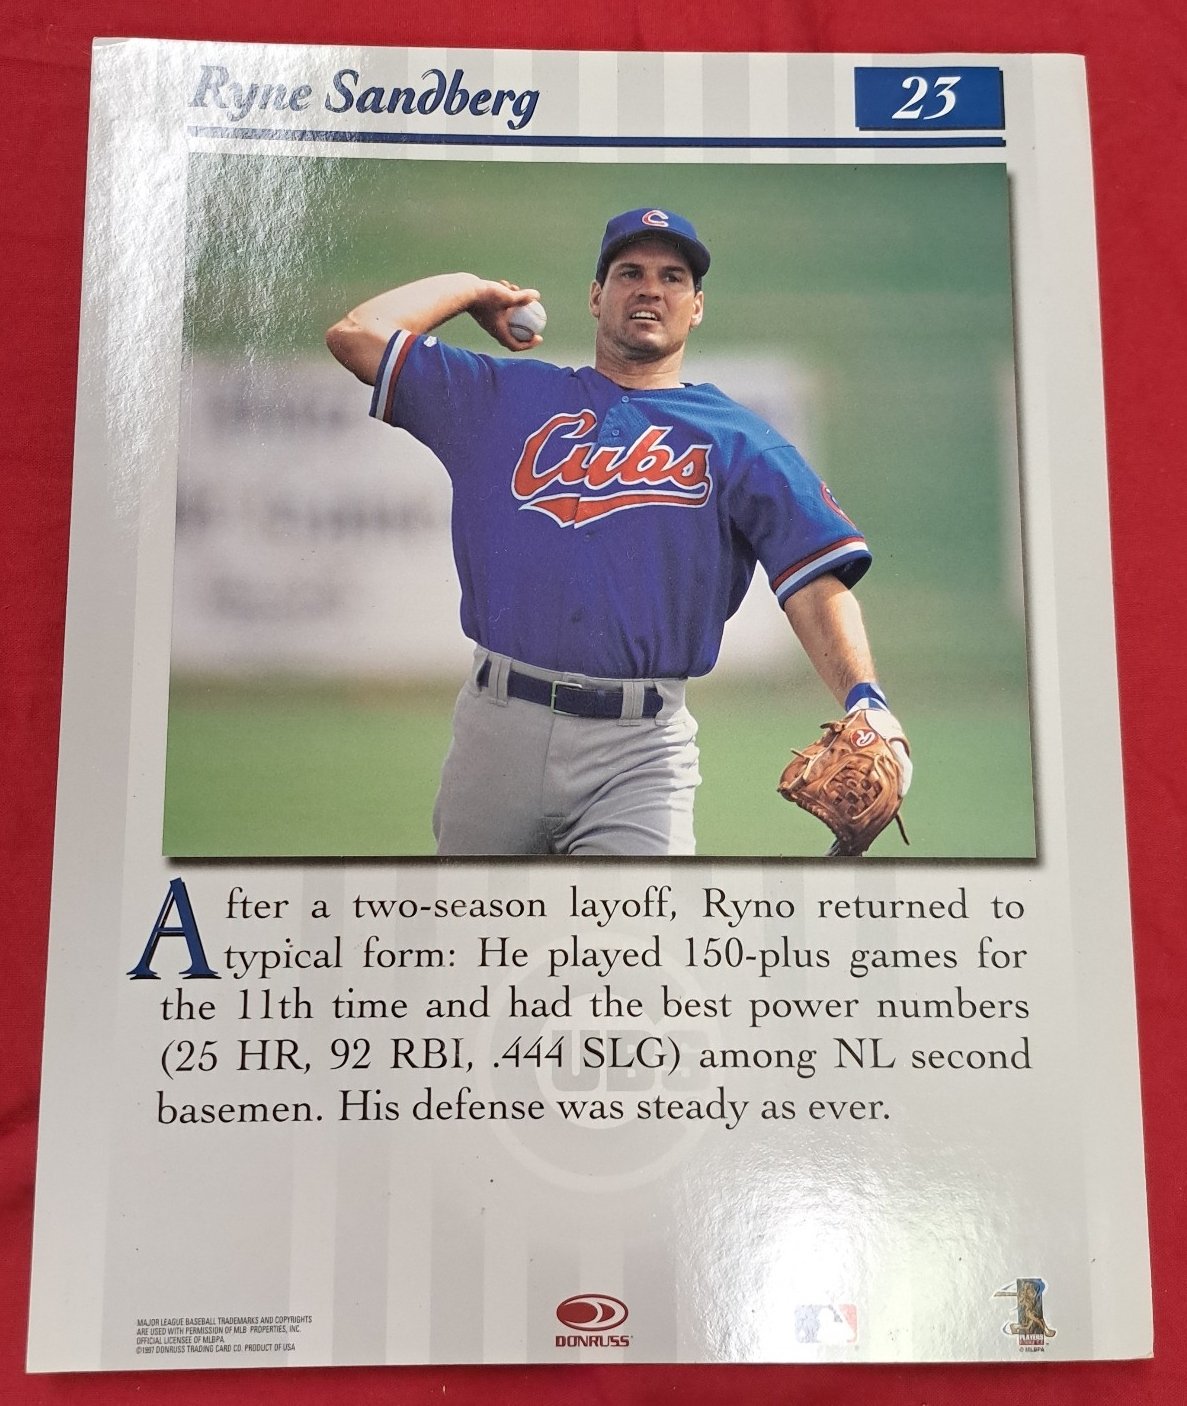 Ryne Sandberg
23
C
Cubs
R
After a two-season layoff, Ryno returned to
typical form: He played 150-plus games for
the 11th time and had the best power numbers
(25 HR, 92 RBI, .444 SLG) among NL second
basemen. His defense was steady as ever.
UBS
MAJOR LEAGUE BASEBALL TRADEMARKS AND COPYRIGHTS
ARE USED WITH PERMISSION OF MLB PROPERTIES, INC.
OFFICIAL LICENSEE OF MLBPA
©1997 DONRUSS TRADING CARD CO. PRODUCT OF USA
DONRUSS
PLAYERS
© MLBPA